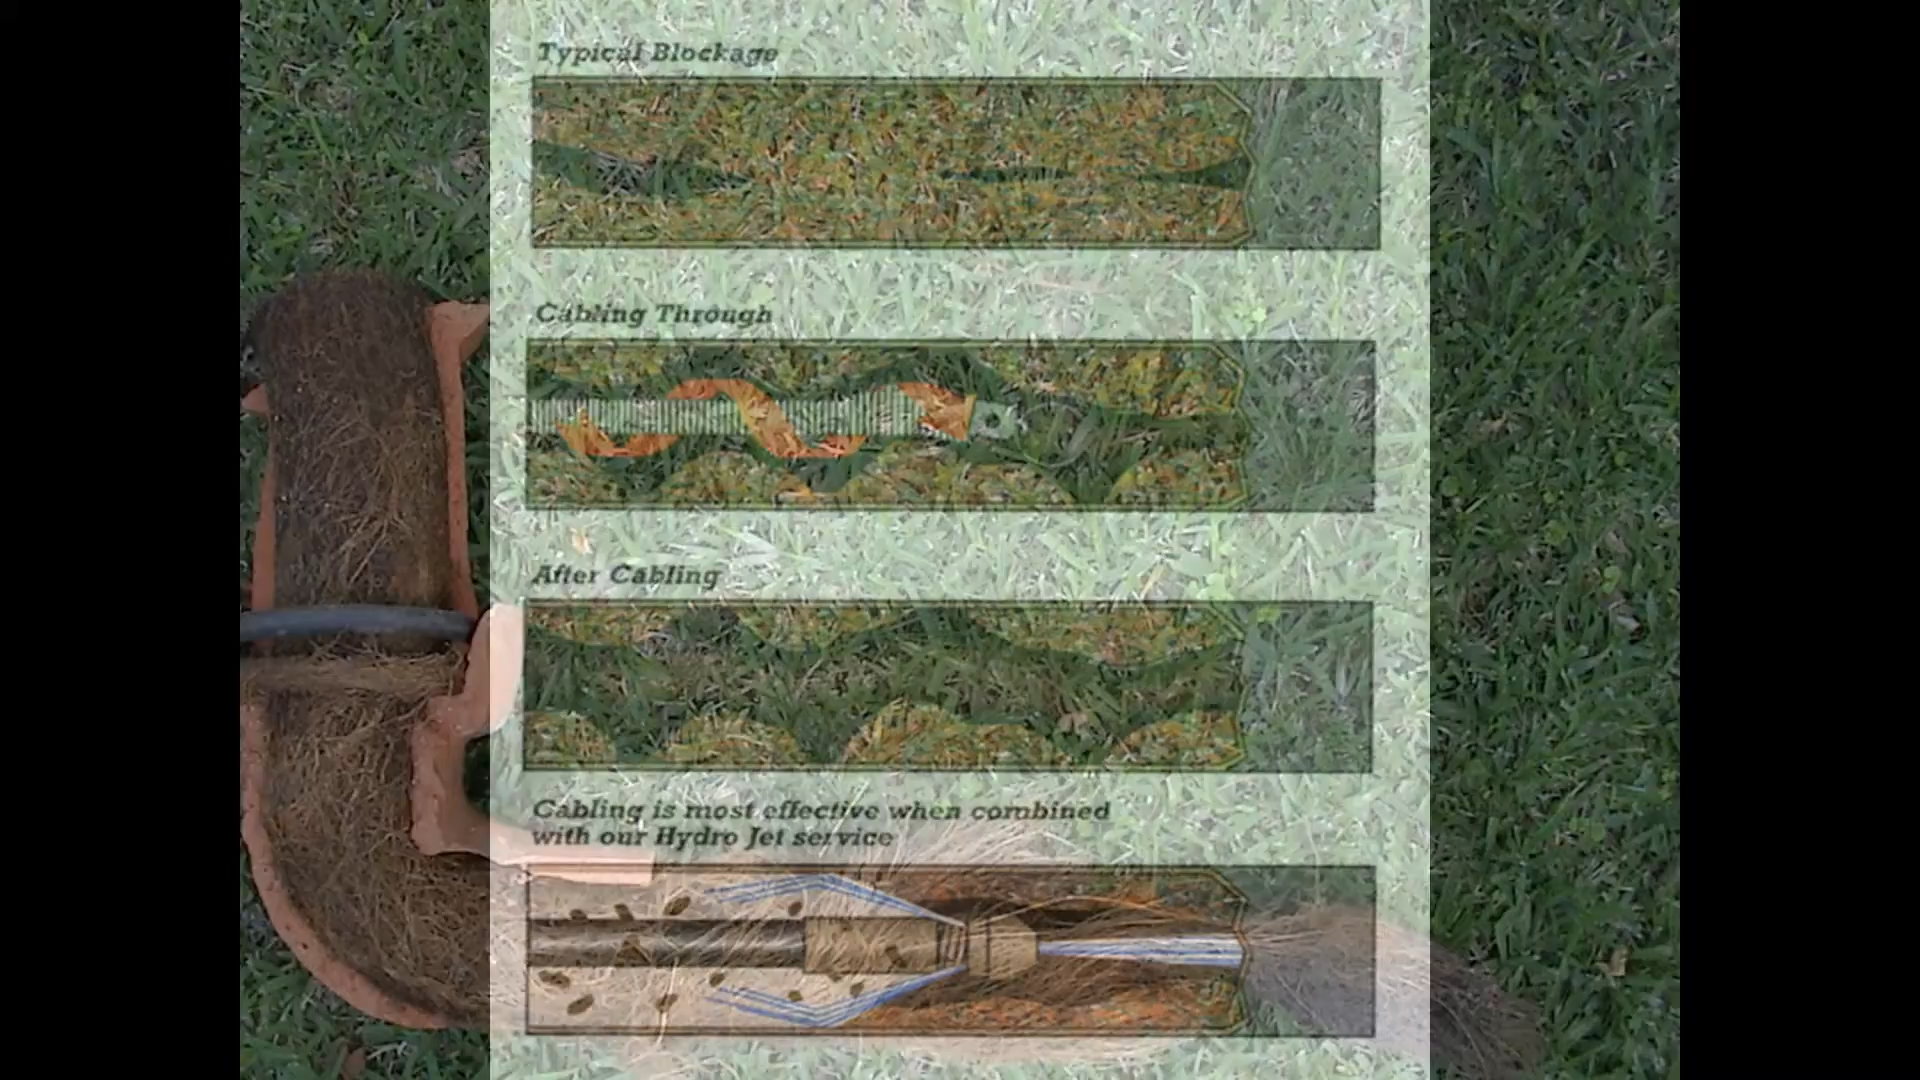 Typical Blockage
Cabling Through
After Cabling
Cabling is most effective when combined
with our Hydro Jet service